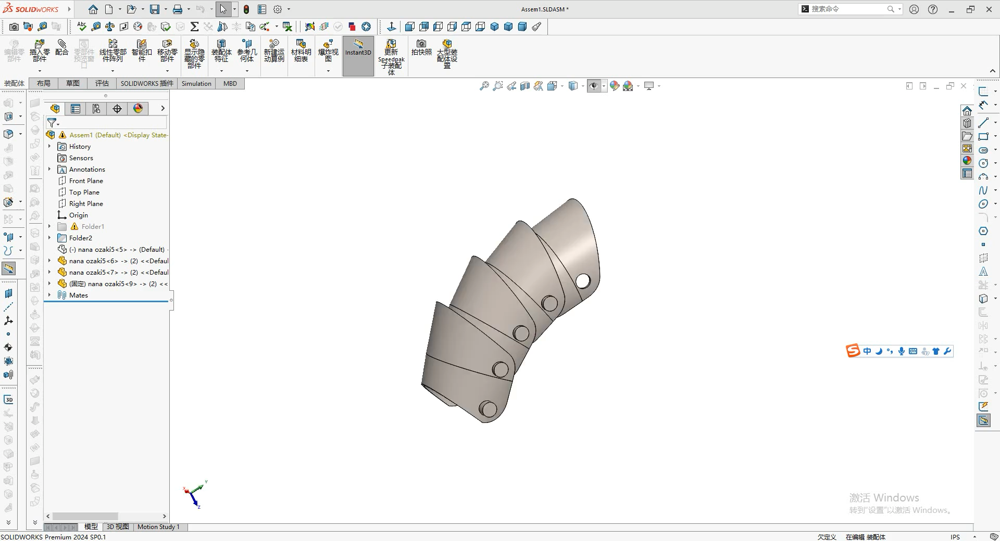 SOLIDWORKS
Assem1.SLDASM *
搜索命令
编辑零部件
插入零部件
配合
零部件预览窗口
线性零部件阵列
智能扣件
移动零部件
显示隐藏的零部件
装配体特征
参考几何体
新建运动算例
材料明细表
爆炸视图
Instant3D
更新 Speedpak 子装配体
拍快照
大型装配体设置
装配体
布局
草图
评估
SOLIDWORKS 插件
Simulation
MBD
Assem1 (Default) <Display State-
History
Sensors
Annotations
Front Plane
Top Plane
Right Plane
Origin
Folder1
Folder2
(-) nana ozaki5<5> -> (Default)
nana ozaki5<6> -> (2) <<Defaul
nana ozaki5<7> -> (2) <<Defaul
(固定) nana ozaki5<9> -> (2) <<
Mates
3D
中
X
Y
Z
激活 Windows
转到"设置"以激活 Windows。
模型
3D 视图
Motion Study 1
SOLIDWORKS Premium 2024 SP0.1
欠定义
在编辑 装配体
IPS